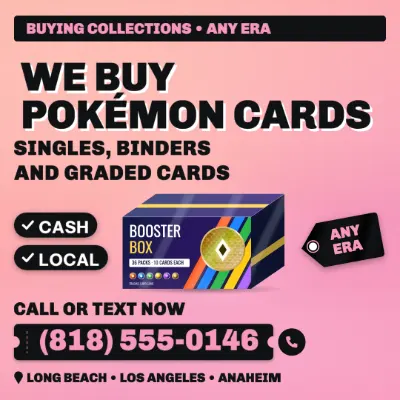 BUYING COLLECTIONS • ANY ERA
WE BUY
POKÉMON CARDS
SINGLES, BINDERS
AND GRADED CARDS
CASH
LOCAL
BOOSTER
BOX
36 PACKS · 10 CARDS EACH
ANY
ERA
CALL OR TEXT NOW
(818) 555-0146
LONG BEACH • LOS ANGELES • ANAHEIM